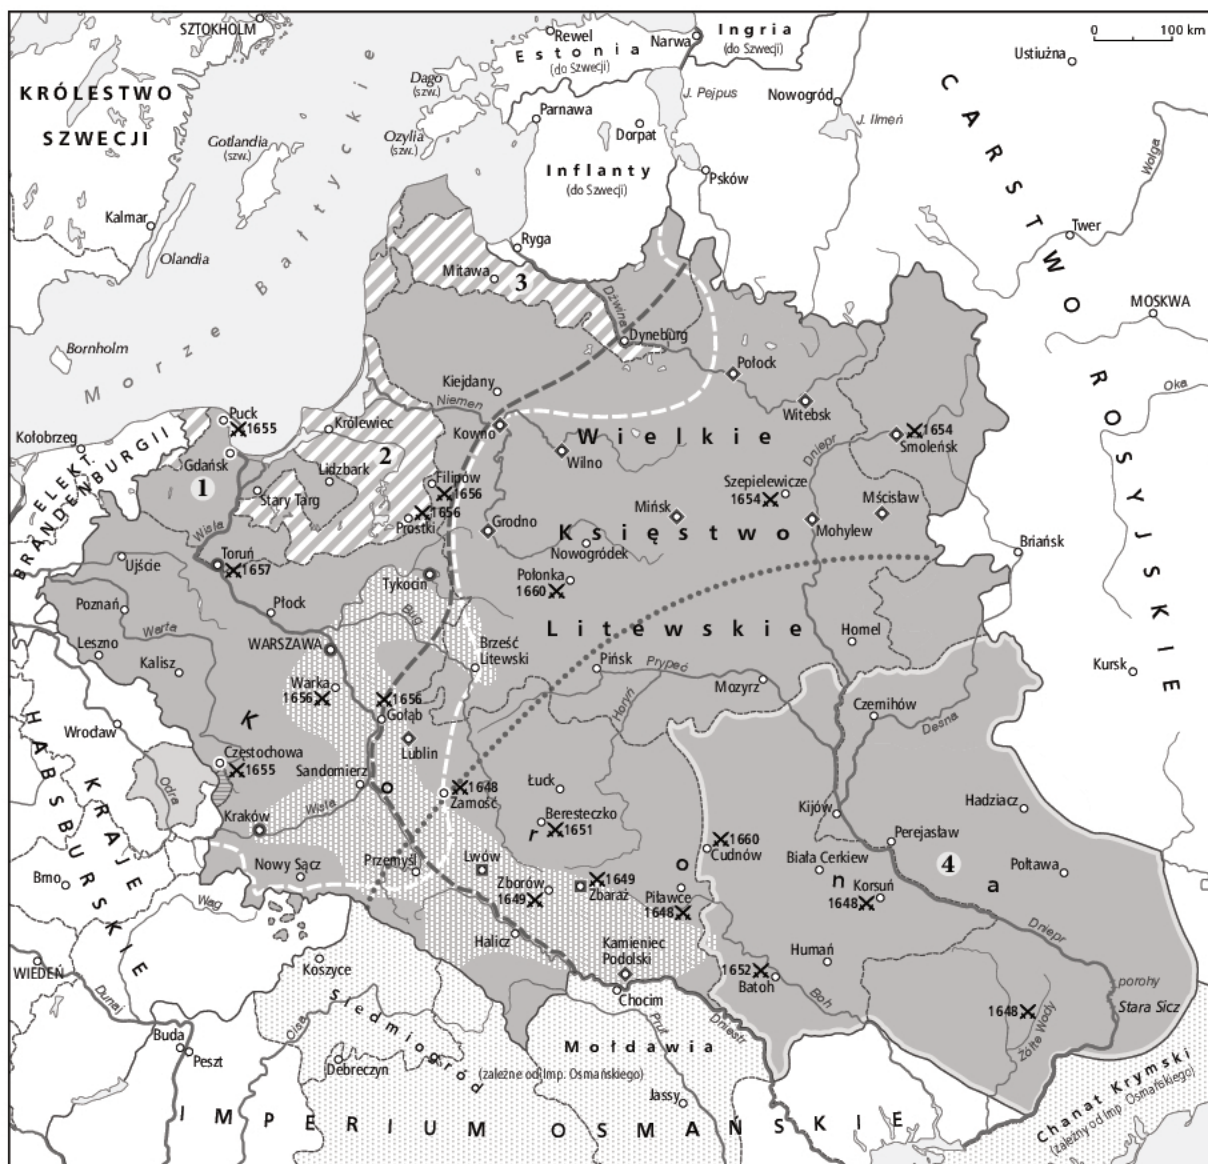 SZTOKHOLM
KRÓLESTWO
SZWECJI
Kalmar
Gotlandia
(szw.)
Olandia
Bornholm
Morze Bałtyckie
Dago
(szw.)
Ozylia
(szw.)
Rewel
Estonia
(do Szwecji)
Narwa
Ingria
(do Szwecji)
0 100 km
Ustiużna
Parnawa
Dorpat
J. Pejpus
Nowogród
J. Ilmeń
Inflanty
(do Szwecji)
Psków
CARSTWO ROSYJSKIE
Wołga
Twer
MOSKWA
Oka
Ryga
Mitawa
3
Dźwina
Dyneburg
Połock
Witebsk
Kiejdany
Niemen
Kowno
Wilno
Wielkie
Dniepr
1654
Smoleńsk
Kołobrzeg
Puck
1655
Gdańsk
1
ELEKT.
BRANDENBURGII
Królewiec
2
Lidzbark
Stary Targ
Filipów
1656
Prostki
1656
Grodno
Mińsk
Szepielewicze
1654
Mścisław
Mohylew
Księstwo
Nowogródek
Briańsk
Wisła
Toruń
1657
Ujście
Tykocin
Połonka
1660
Poznań
Płock
Bug
Warta
WARSZAWA
Leszno
Kalisz
Brześć
Litewski
Litewskie
Homel
Pińsk
Prypeć
Mozyrz
Kursk
Warka
1656
1656
Gołąb
Horyń
Czernihów
Desna
HABSBURSKIE
KRAJE
Wrocław
K
Lublin
Częstochowa
1655
Odra
Sandomierz
o
1648
Zamość
Łuck
Kijów
Hadziacz
Kraków
Wisła
Beresteczko
1651
r
1660
Cudnów
Perejasław
Biała Cerkiew
4
Połtawa
Nowy Sącz
Przemyśl
Lwów
Zborów
1649
1649
Zbaraż
o
n
a
Piławce
1648
Korsuń
1648
Brno
Wag
Halicz
Kamieniec
Podolski
Humań
Dniepr
WIEDEŃ
Koszyce
Chocim
1652
Batoh
Boh
porohy
Stara Sicz
1648
Żółte Wody
Dunaj
Buda
Peszt
Cisa
Siedmiogród
Debreczyn
Prut
Dniestr
Mołdawia
(zależne od Imp. Osmańskiego)
Jassy
Chanat Krymski
(zależny od Imp. Osmańskiego)
IMPERIUM OSMAŃSKIE